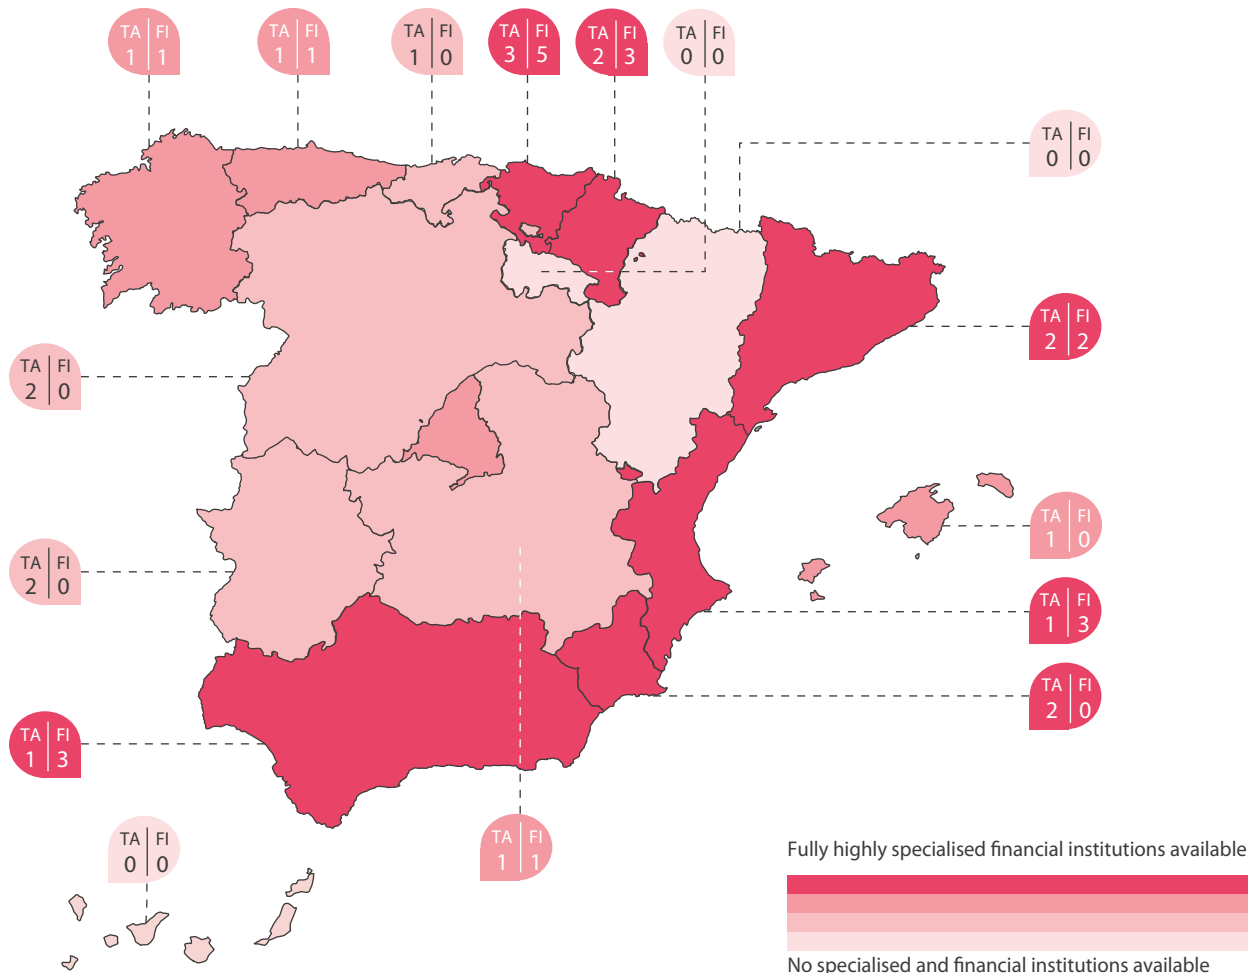 TA FI
1 1
TA FI
1 1
TA FI
1 0
TA FI
3 5
TA FI
2 3
TA FI
0 0
TA FI
0 0
TA FI
2 2
TA FI
2 0
TA FI
1 0
TA FI
2 0
TA FI
1 3
TA FI
2 0
TA FI
1 3
TA FI
0 0
TA FI
1 1
Fully highly specialised financial institutions available
No specialised and financial institutions available